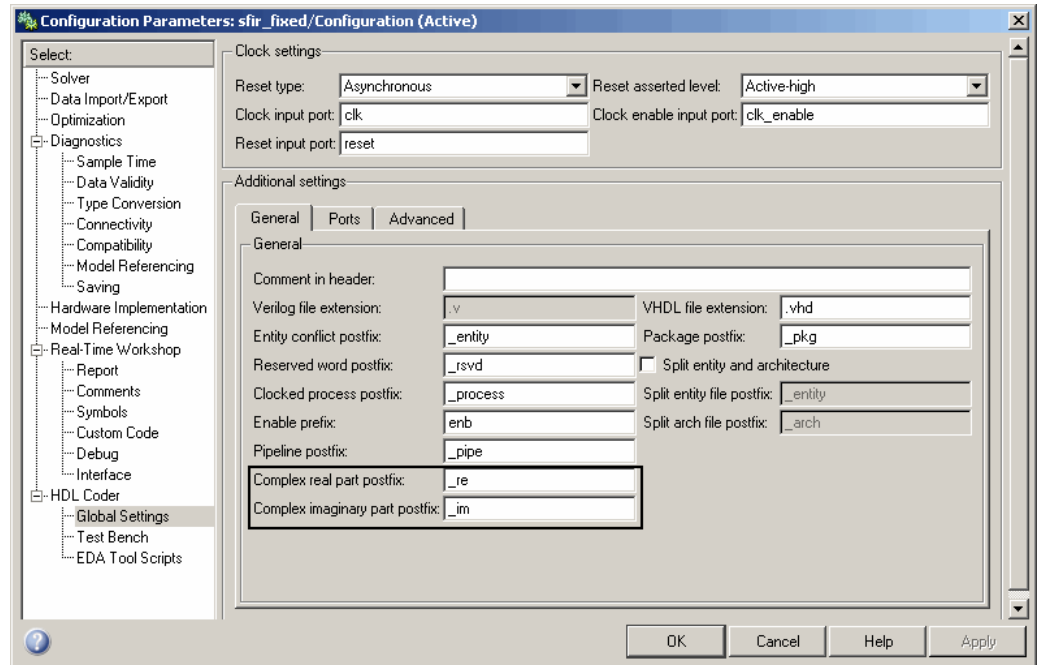 Configuration Parameters: sfir_fixed/Configuration (Active)
Select:
Solver
Data Import/Export
Optimization
Diagnostics
Sample Time
Data Validity
Type Conversion
Connectivity
Compatibility
Model Referencing
Saving
Hardware Implementation
Model Referencing
Real-Time Workshop
Report
Comments
Symbols
Custom Code
Debug
Interface
HDL Coder
Global Settings
Test Bench
EDA Tool Scripts
Clock settings
Reset type: Asynchronous Reset asserted level: Active-high
Clock input port: clk Clock enable input port: clk_enable
Reset input port: reset
Additional settings
General Ports Advanced
General
Comment in header:
Verilog file extension: .v VHDL file extension: .vhd
Entity conflict postfix: _entity Package postfix: _pkg
Reserved word postfix: _rsvd Split entity and architecture
Clocked process postfix: _process Split entity file postfix: _entity
Enable prefix: enb Split arch file postfix: _arch
Pipeline postfix: _pipe
Complex real part postfix: _re
Complex imaginary part postfix: _im
OK Cancel Help Apply